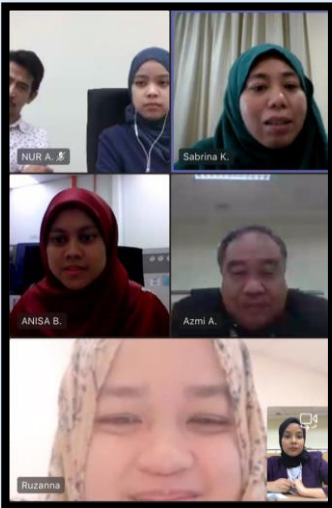 NUR A.
Sabrina K.
ANISA B.
Azmi A.
Ruzanna